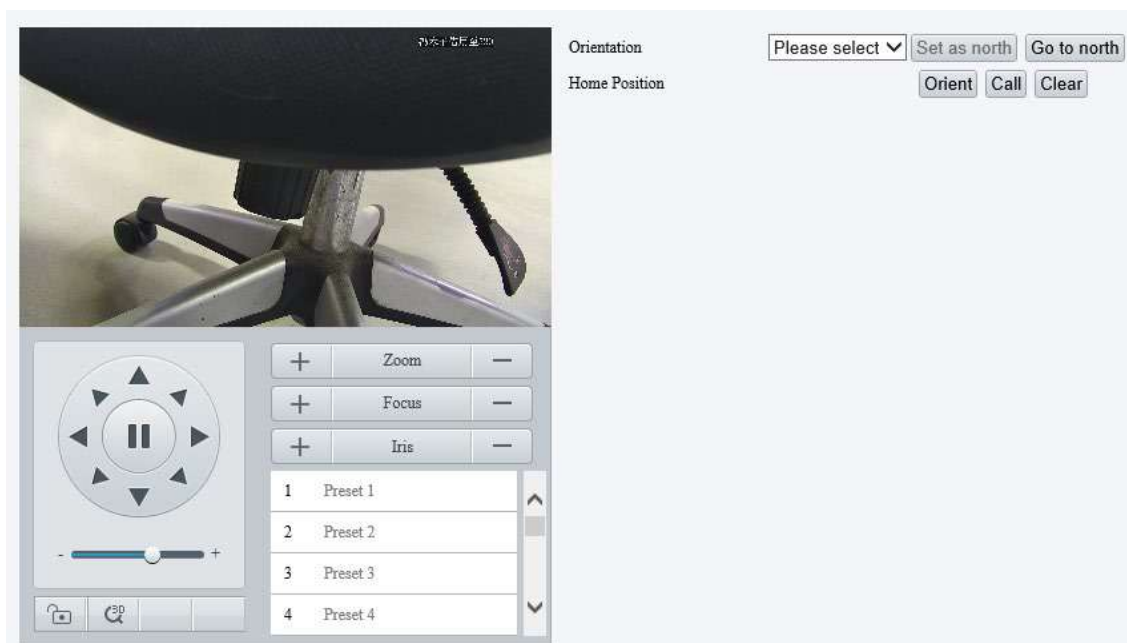 Orientation
Please select Set as north Go to north
Home Position
Orient Call Clear
Zoom
Focus
Iris
1 Preset 1
2 Preset 2
3 Preset 3
4 Preset 4
- +
3D